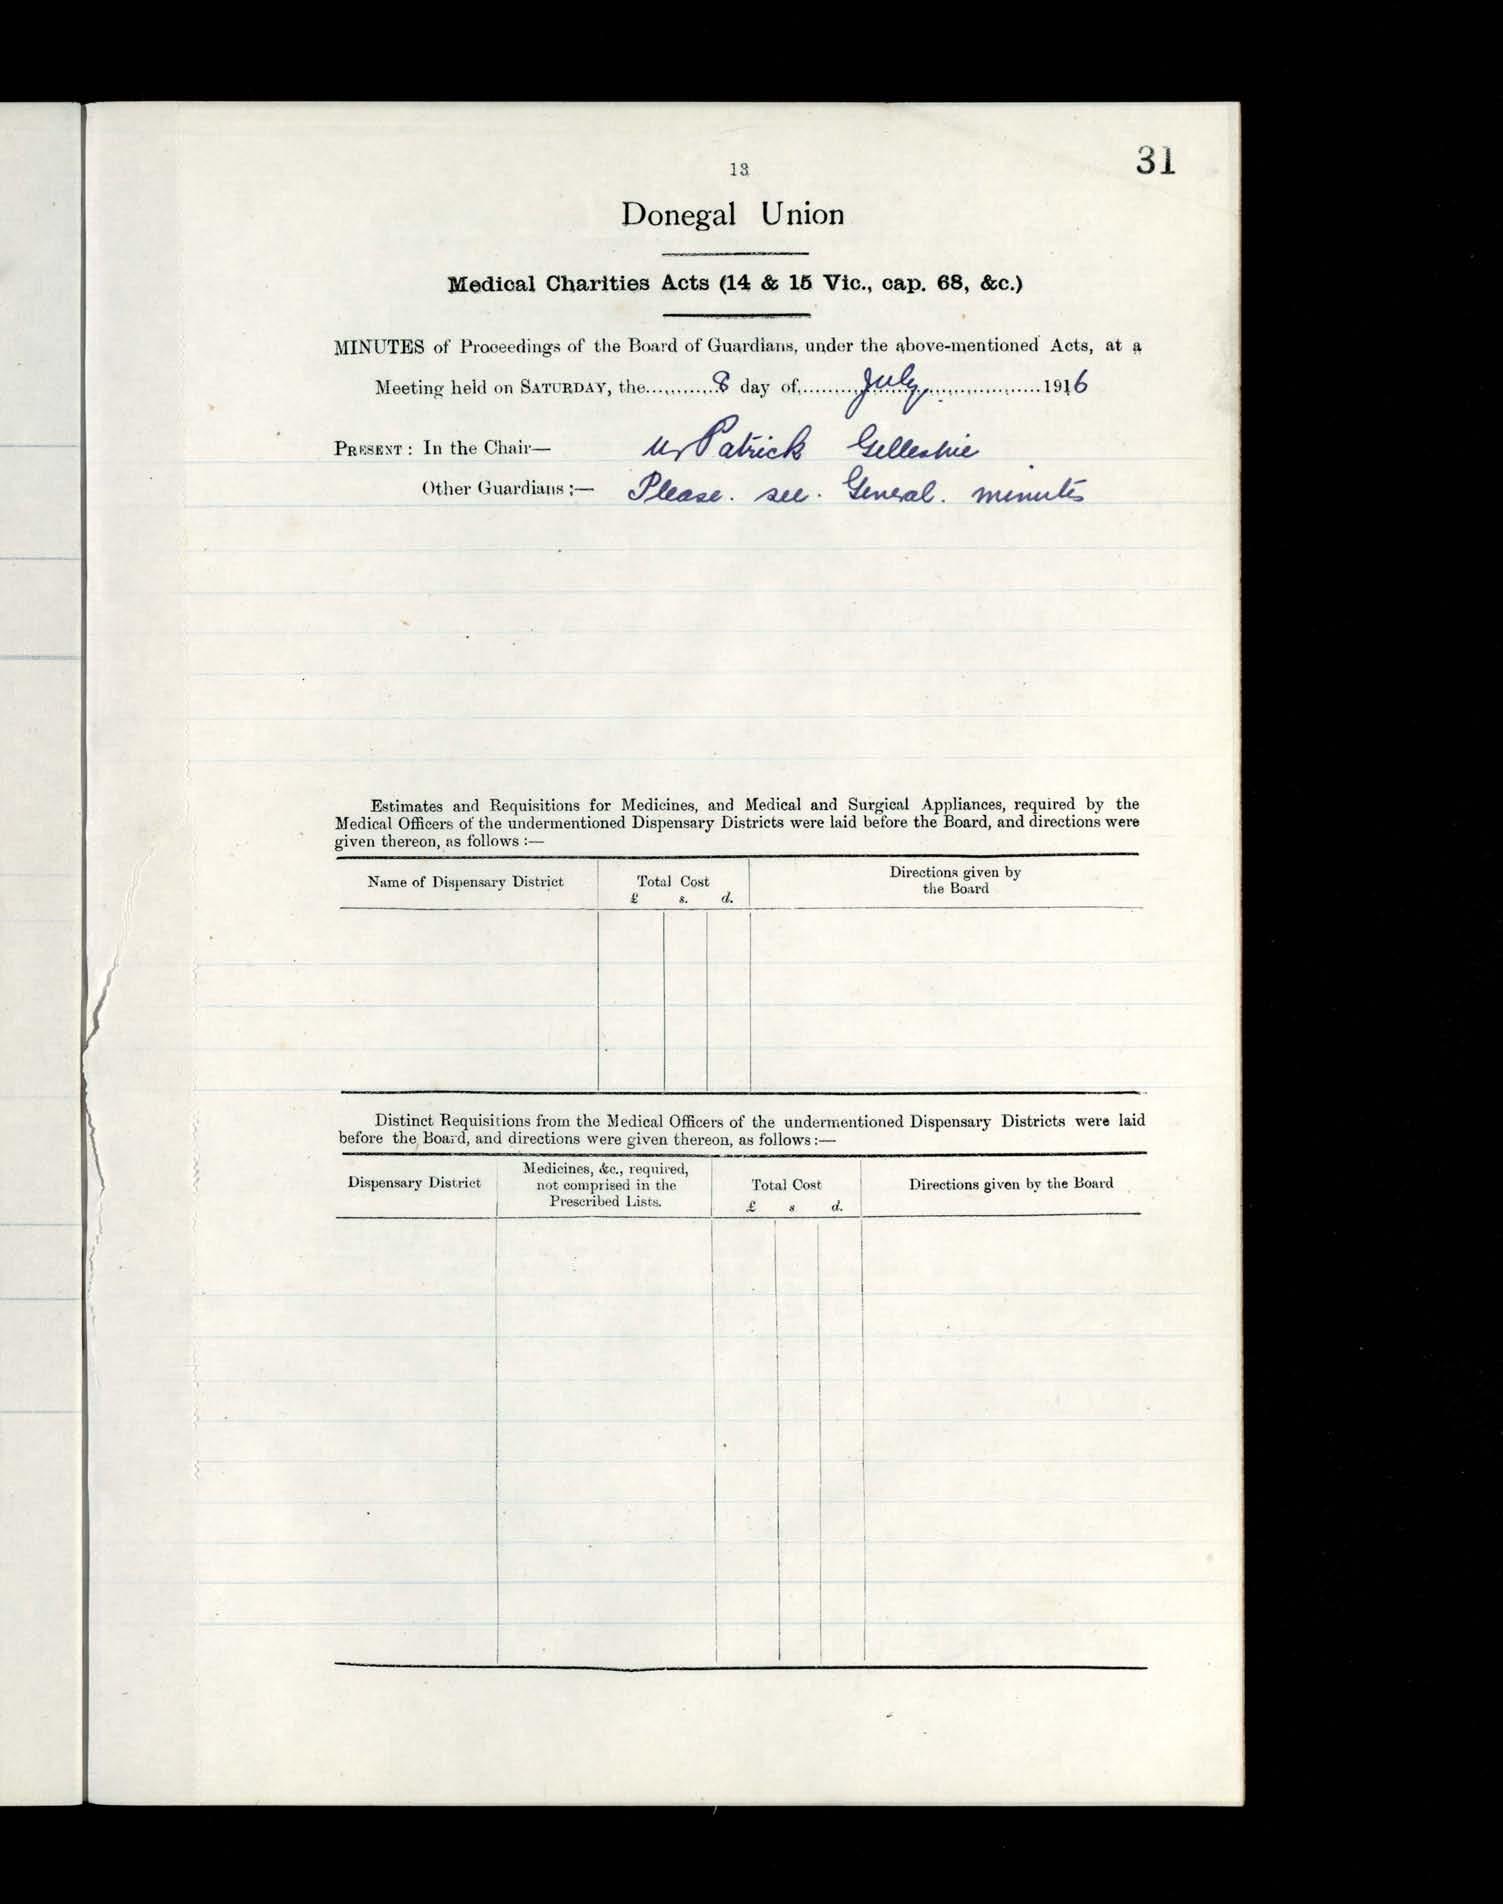 13
31
Donegal Union
Medical Charities Acts (14 & 15 Vic., cap. 68, &c.)
MINUTES of Proceedings of the Board of Guardians, under the above-mentioned Acts, at a
Meeting held on SATURDAY, the..........8 day of..........July....................1916
PRESENT : In the Chair— Mr Patrick Gelleshie
Other Guardians :— Please. see. General. minutes
Estimates and Requisitions for Medicines, and Medical and Surgical Appliances, required by the
Medical Officers of the undermentioned Dispensary Districts were laid before the Board, and directions were
given thereon, as follows :—
Name of Dispensary District Total Cost Directions given by
the Board
£ s. d.
Distinct Requisitions from the Medical Officers of the undermentioned Dispensary Districts were laid
before the Board, and directions were given thereon, as follows :—
Dispensary District Medicines, &c., required,
not comprised in the
Prescribed Lists. Total Cost Directions given by the Board
£ s d.